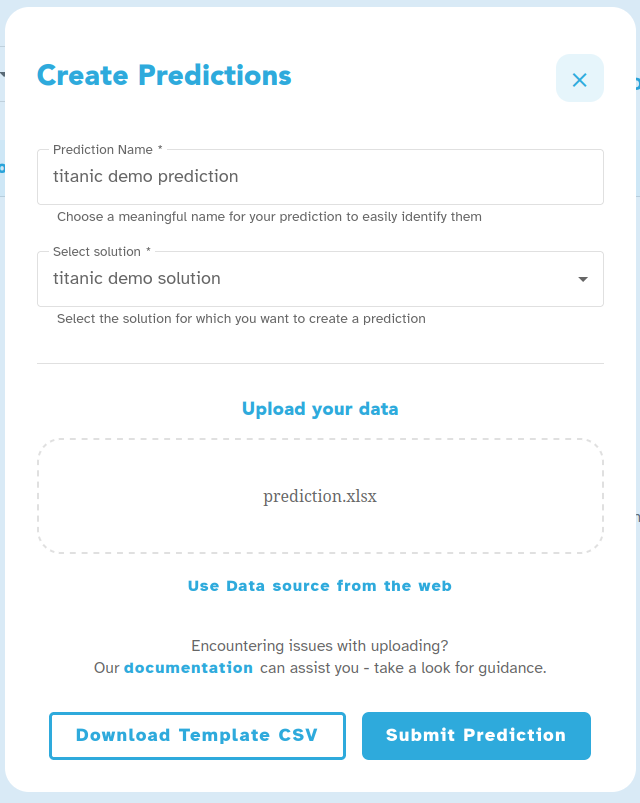 Create Predictions
Prediction Name *
titanic demo prediction
Choose a meaningful name for your prediction to easily identify them
Select solution *
titanic demo solution
Select the solution for which you want to create a prediction
Upload your data
prediction.xlsx
Use Data source from the web
Encountering issues with uploading?
Our documentation can assist you - take a look for guidance.
Download Template CSV
Submit Prediction